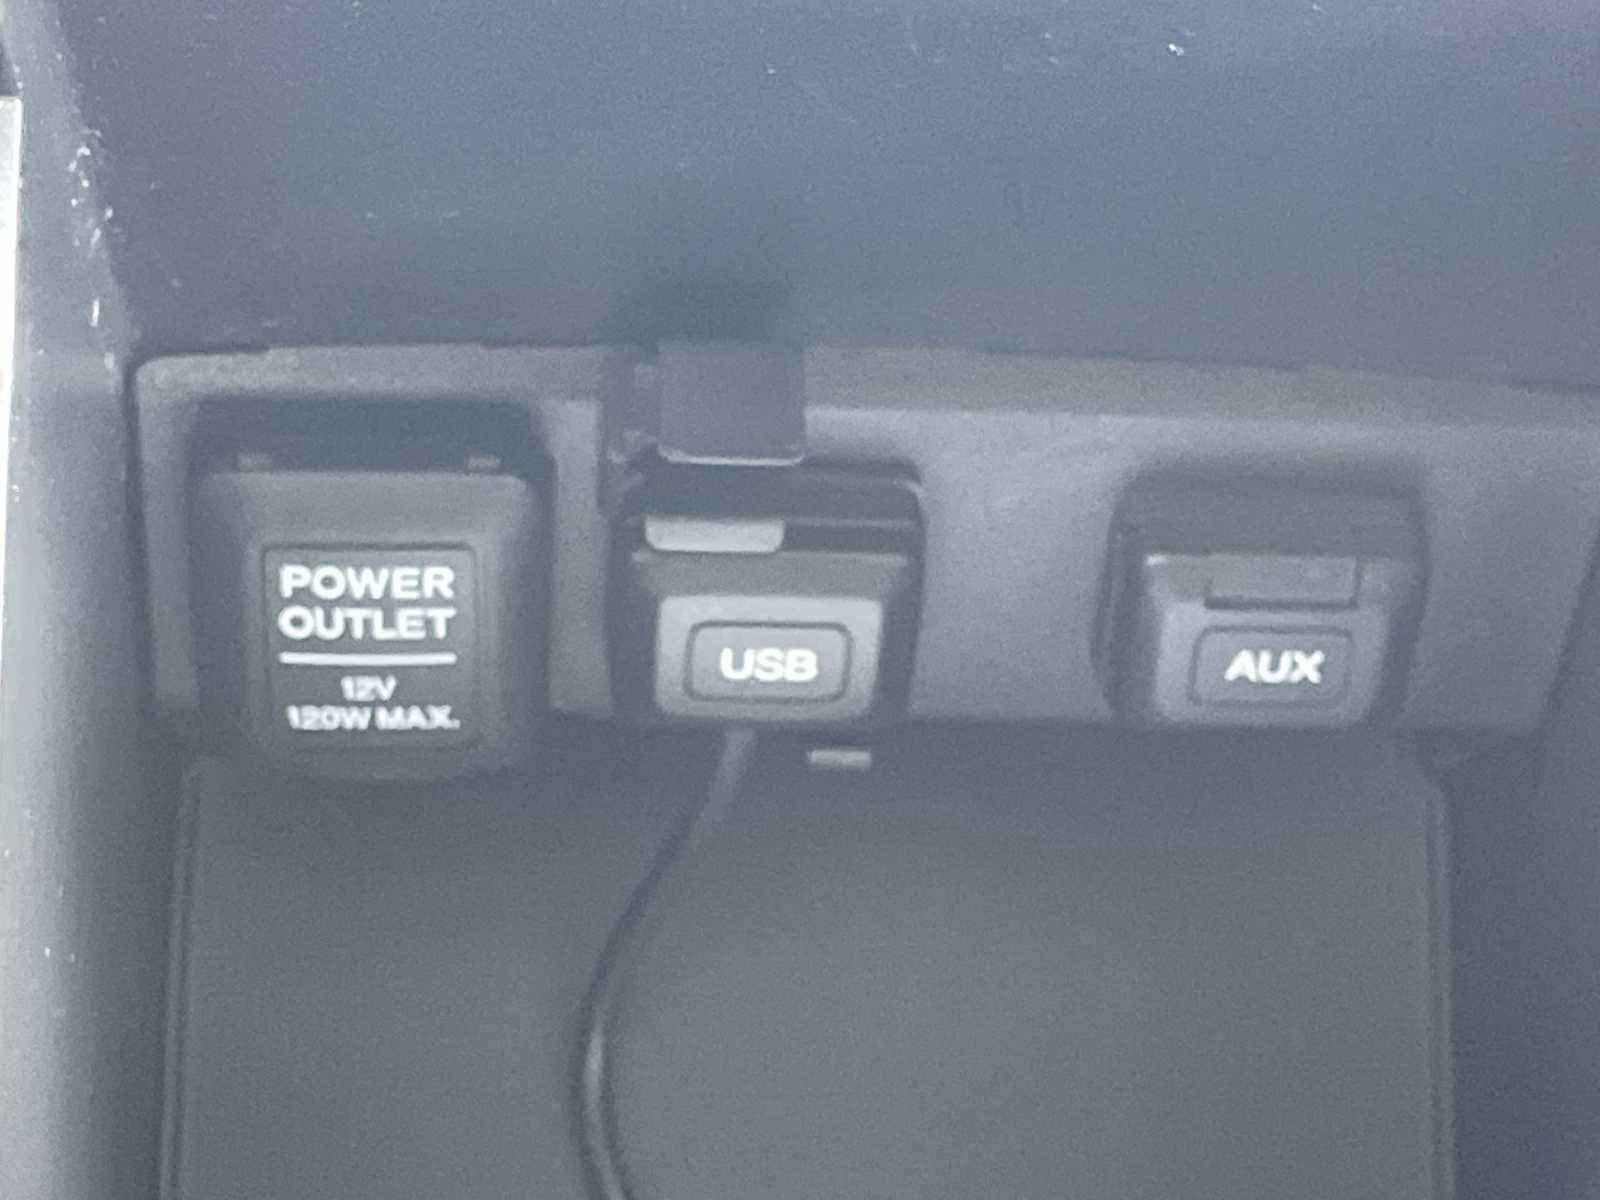 POWER
OUTLET
12V
120W MAX.
USB
AUX